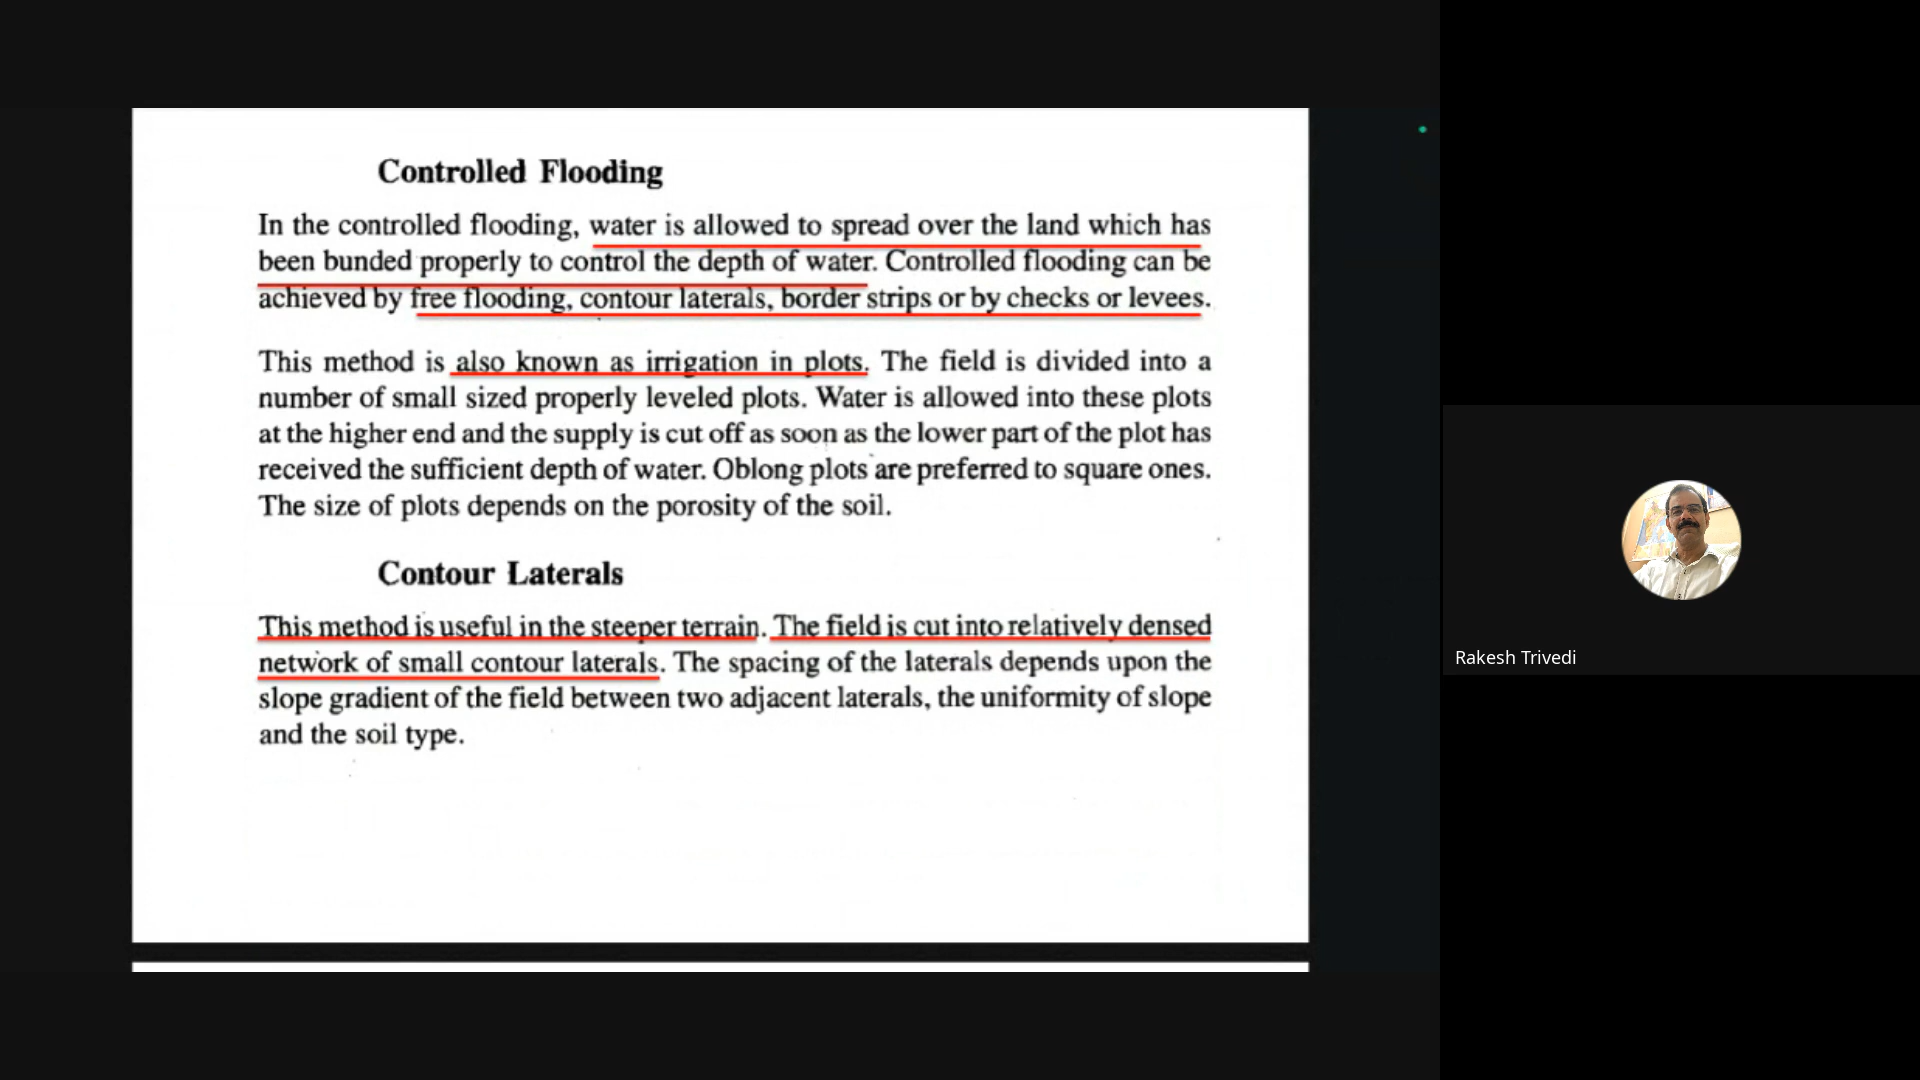 Controlled Flooding
In the controlled flooding, water is allowed to spread over the land which has
been bunded properly to control the depth of water. Controlled flooding can be
achieved by free flooding, contour laterals, border strips or by checks or levees.
This method is also known as irrigation in plots. The field is divided into a
number of small sized properly leveled plots. Water is allowed into these plots
at the higher end and the supply is cut off as soon as the lower part of the plot has
received the sufficient depth of water. Oblong plots are preferred to square ones.
The size of plots depends on the porosity of the soil.
Contour Laterals
This method is useful in the steeper terrain. The field is cut into relatively densed
network of small contour laterals. The spacing of the laterals depends upon the
slope gradient of the field between two adjacent laterals, the uniformity of slope
and the soil type.
Rakesh Trivedi